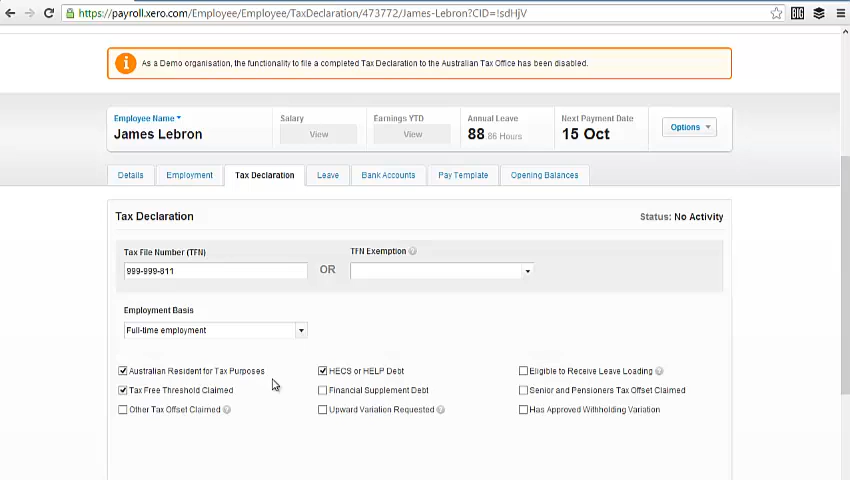 https://payroll.xero.com/Employee/Employee/TaxDeclaration/473772/James-Lebron?CID=!sdHjV
BIG
i As a Demo organisation, the functionality to file a completed Tax Declaration to the Australian Tax Office has been disabled.
Employee Name Salary Earnings YTD Annual Leave Next Payment Date
James Lebron View View 88 86 Hours 15 Oct Options
Details Employment Tax Declaration Leave Bank Accounts Pay Template Opening Balances
Tax Declaration Status: No Activity
Tax File Number (TFN) TFN Exemption ?
999-999-811 OR
Employment Basis
Full-time employment
Australian Resident for Tax Purposes HECS or HELP Debt Eligible to Receive Leave Loading ?
Tax Free Threshold Claimed Financial Supplement Debt Senior and Pensioners Tax Offset Claimed
Other Tax Offset Claimed ? Upward Variation Requested ? Has Approved Withholding Variation